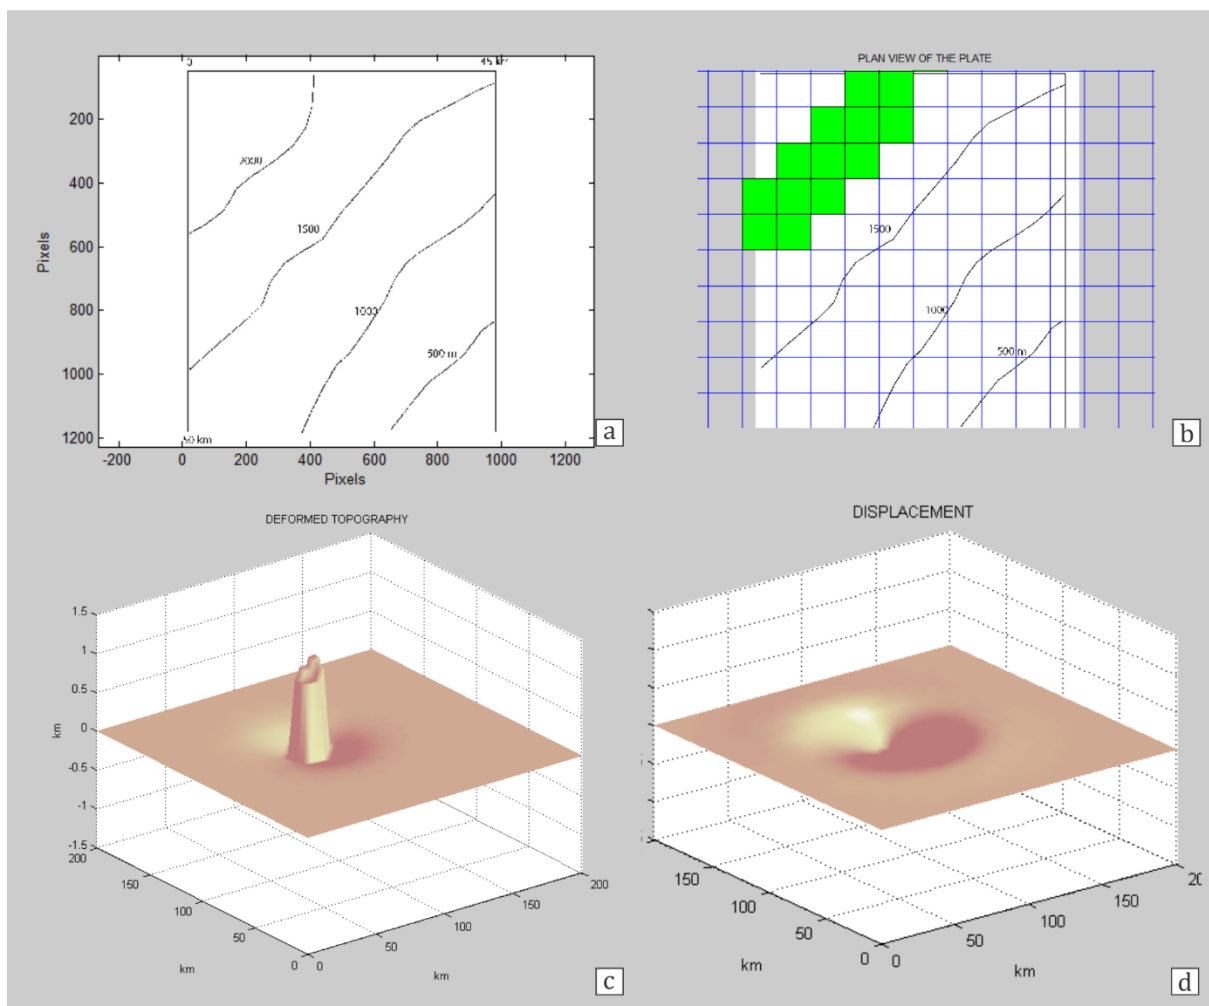 0
45 km
200
400
600
800
1000
1200
Pixels
2000
1500
1000
500 m
50 km
-200
0
200
400
600
800
1000
1200
Pixels
a
PLAN VIEW OF THE PLATE
1500
1000
500 m
b
DEFORMED TOPOGRAPHY
1.5
1
0.5
0
-0.5
-1
-1.5
km
200
150
100
50
0
km
0
50
100
150
200
km
c
DISPLACEMENT
150
100
50
0
km
0
50
100
150
km
d